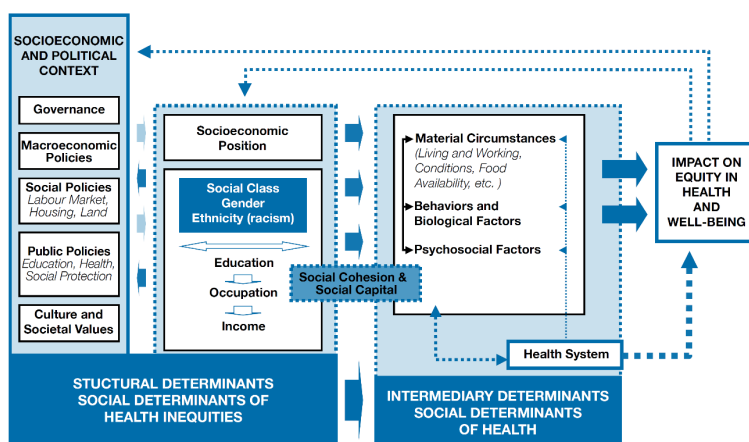 SOCIOECONOMIC
AND POLITICAL
CONTEXT
Governance
Macroeconomic
Policies
Social Policies
Labour Market,
Housing, Land
Public Policies
Education, Health,
Social Protection
Culture and
Societal Values
Socioeconomic
Position
Social Class
Gender
Ethnicity (racism)
Education
Occupation
Income
Social Cohesion &
Social Capital
Material Circumstances
(Living and Working,
Conditions, Food
Availability, etc. )
Behaviors and
Biological Factors
Psychosocial Factors
Health System
IMPACT ON
EQUITY IN
HEALTH
AND
WELL-BEING
STUCTURAL DETERMINANTS
SOCIAL DETERMINANTS OF
HEALTH INEQUITIES
INTERMEDIARY DETERMINANTS
SOCIAL DETERMINANTS
OF HEALTH